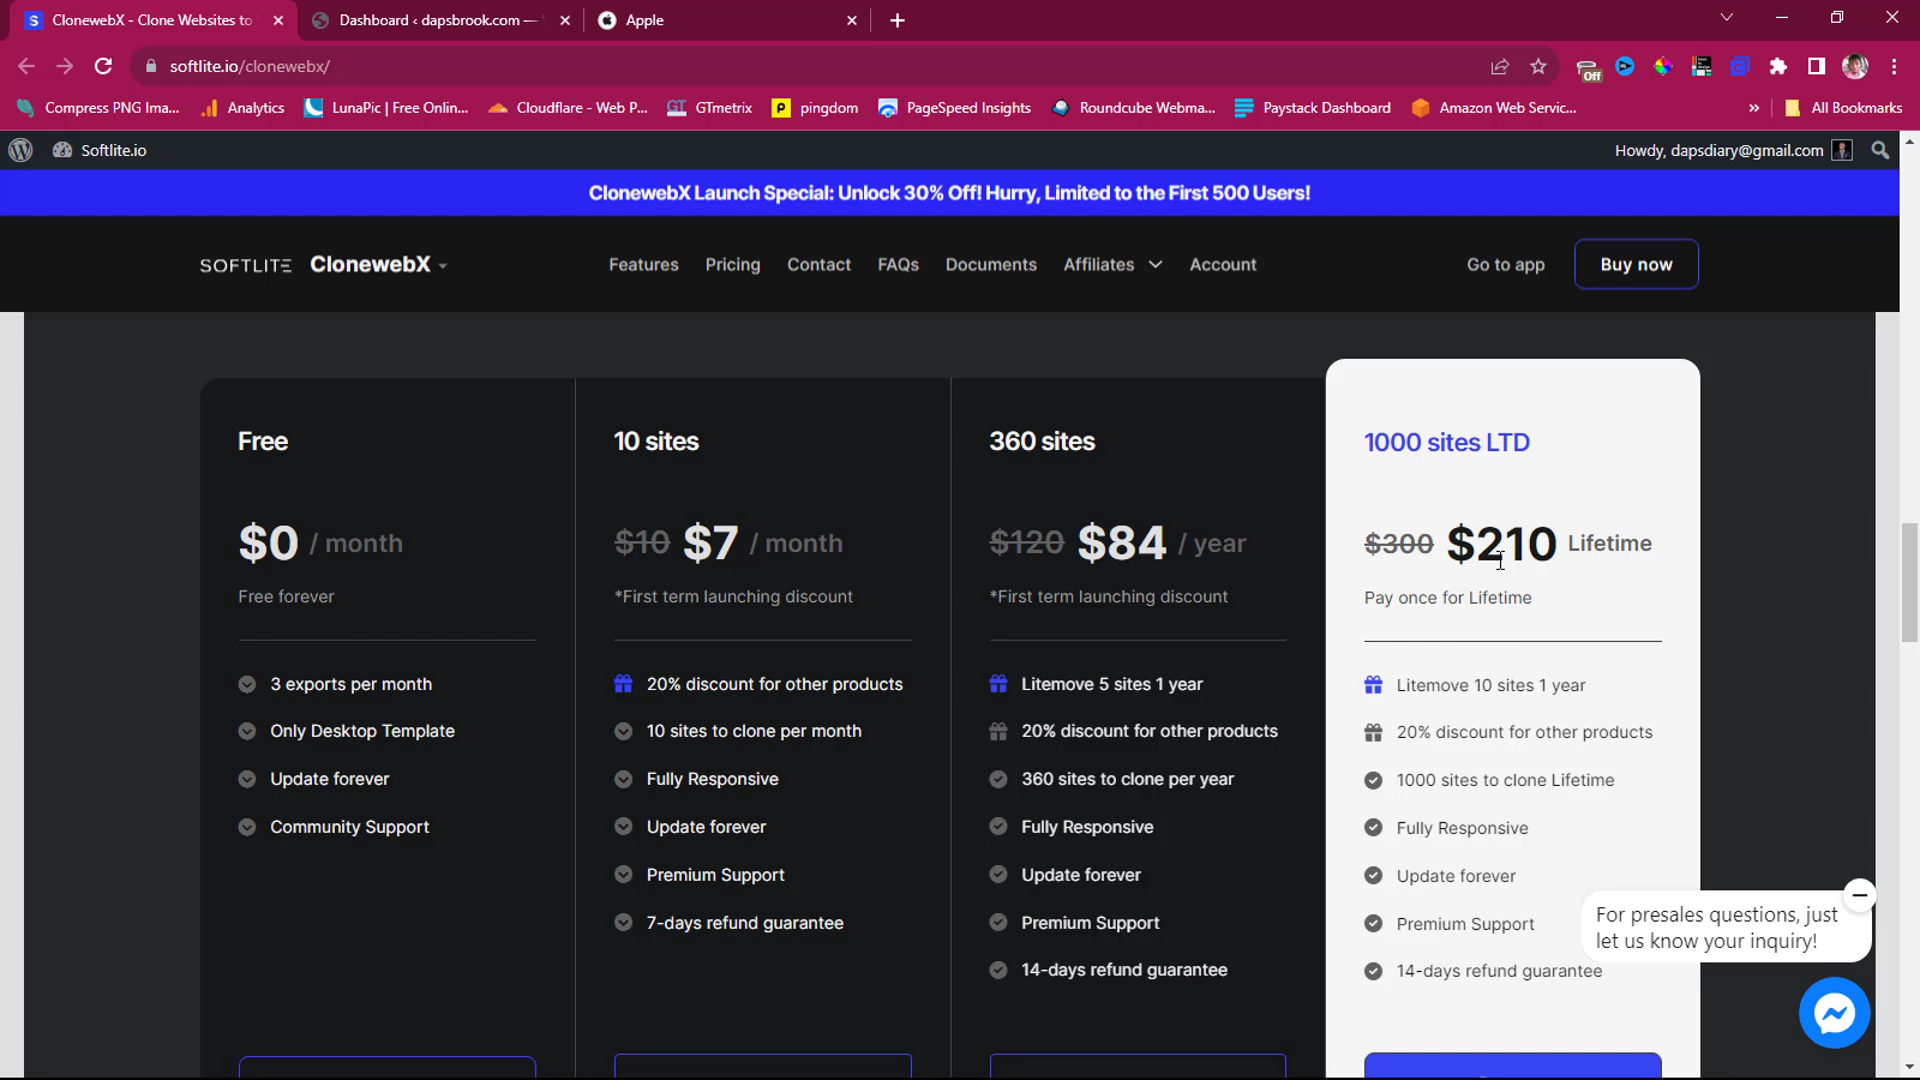 ClonewebX - Clone Websites to
Dashboard ‹ dapsbrook.com —
Apple
softlite.io/clonewebx/
Off
Compress PNG Ima...
Analytics
LunaPic | Free Onlin...
Cloudflare - Web P...
GTmetrix
pingdom
PageSpeed Insights
Roundcube Webma...
Paystack Dashboard
Amazon Web Servic...
»
All Bookmarks
Softlite.io
Howdy, dapsdiary@gmail.com
ClonewebX Launch Special: Unlock 30% Off! Hurry, Limited to the First 500 Users!
SOFTLITE ClonewebX
Features
Pricing
Contact
FAQs
Documents
Affiliates
Account
Go to app
Buy now
Free
$0 / month
Free forever
3 exports per month
Only Desktop Template
Update forever
Community Support
10 sites
$10 $7 / month
*First term launching discount
20% discount for other products
10 sites to clone per month
Fully Responsive
Update forever
Premium Support
7-days refund guarantee
360 sites
$120 $84 / year
*First term launching discount
Litemove 5 sites 1 year
20% discount for other products
360 sites to clone per year
Fully Responsive
Update forever
Premium Support
14-days refund guarantee
1000 sites LTD
$300 $210 Lifetime
Pay once for Lifetime
Litemove 10 sites 1 year
20% discount for other products
1000 sites to clone Lifetime
Fully Responsive
Update forever
Premium Support
14-days refund guarantee
For presales questions, just
let us know your inquiry!